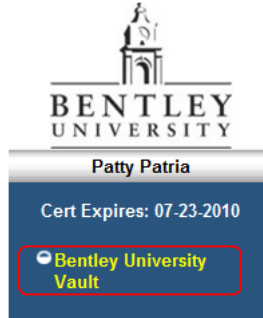 BENTLEY
UNIVERSITY
Patty Patria
Cert Expires: 07-23-2010
Bentley University
Vault